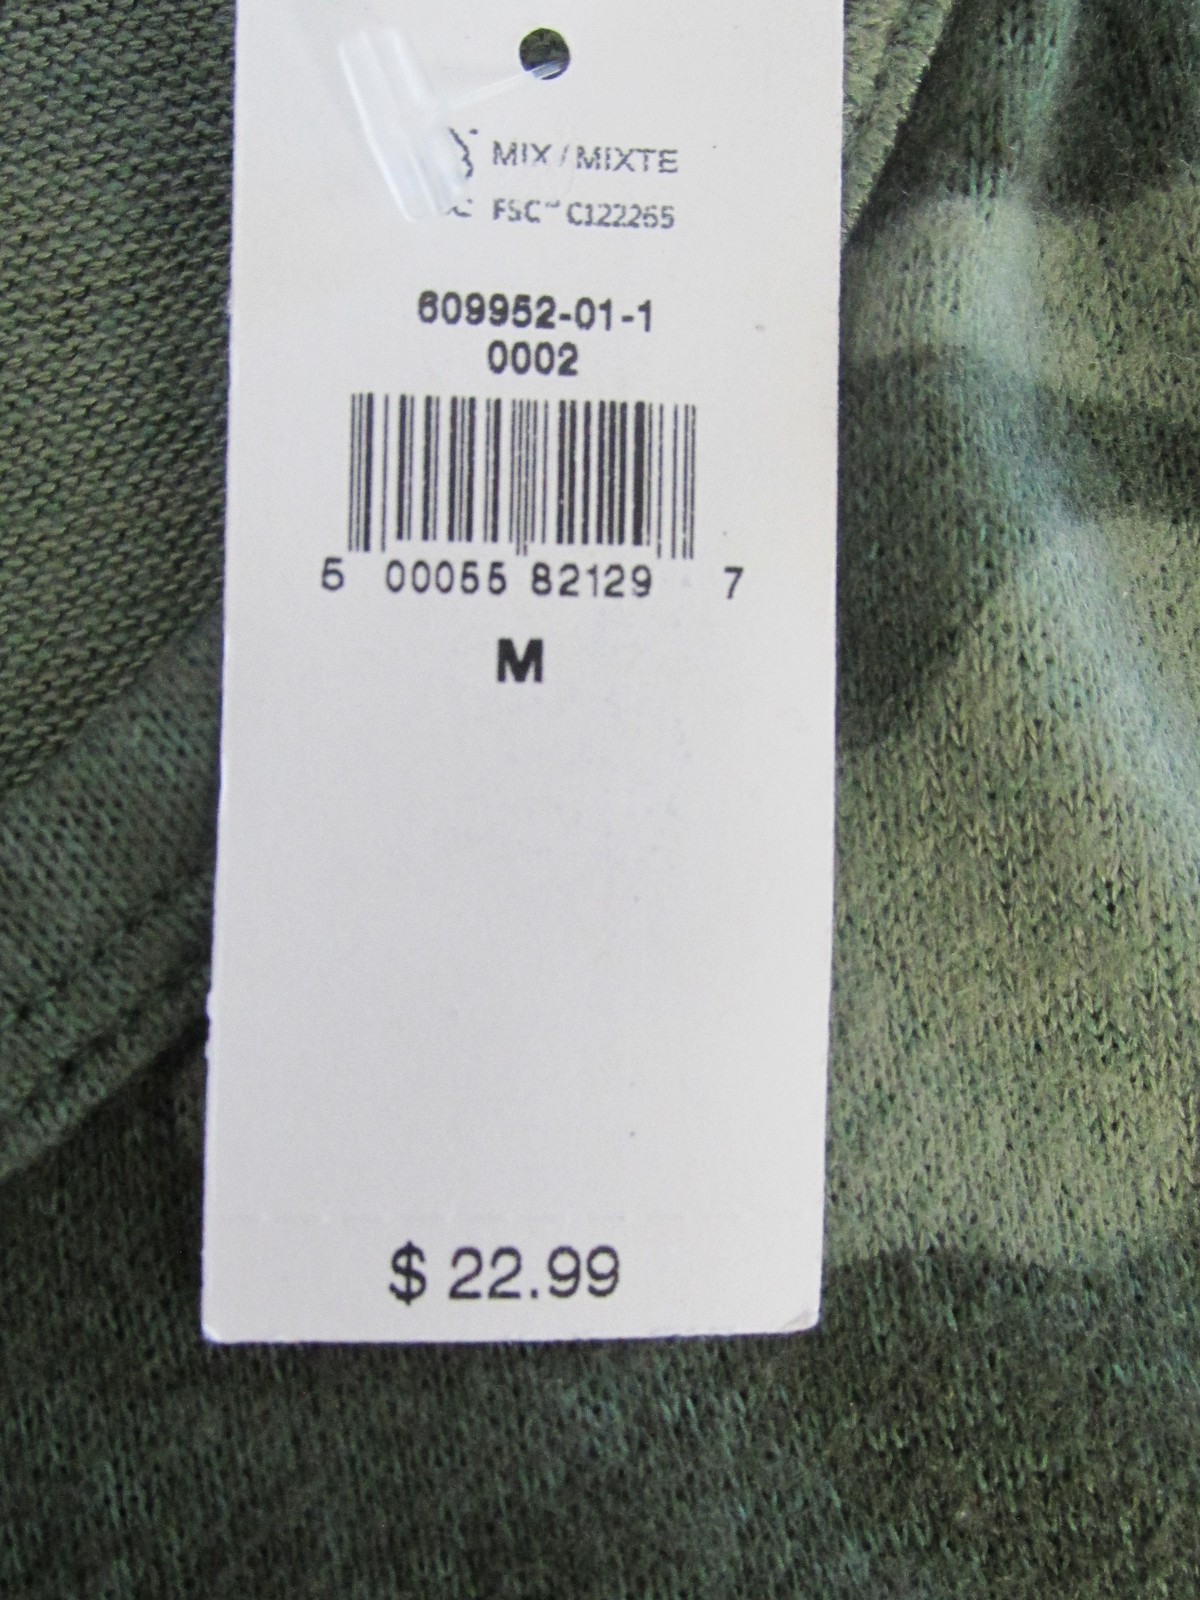 MIX / MIXTE
FSC™ C122265
609952-01-1
0002
5 00055 82129 7
M
$ 22.99